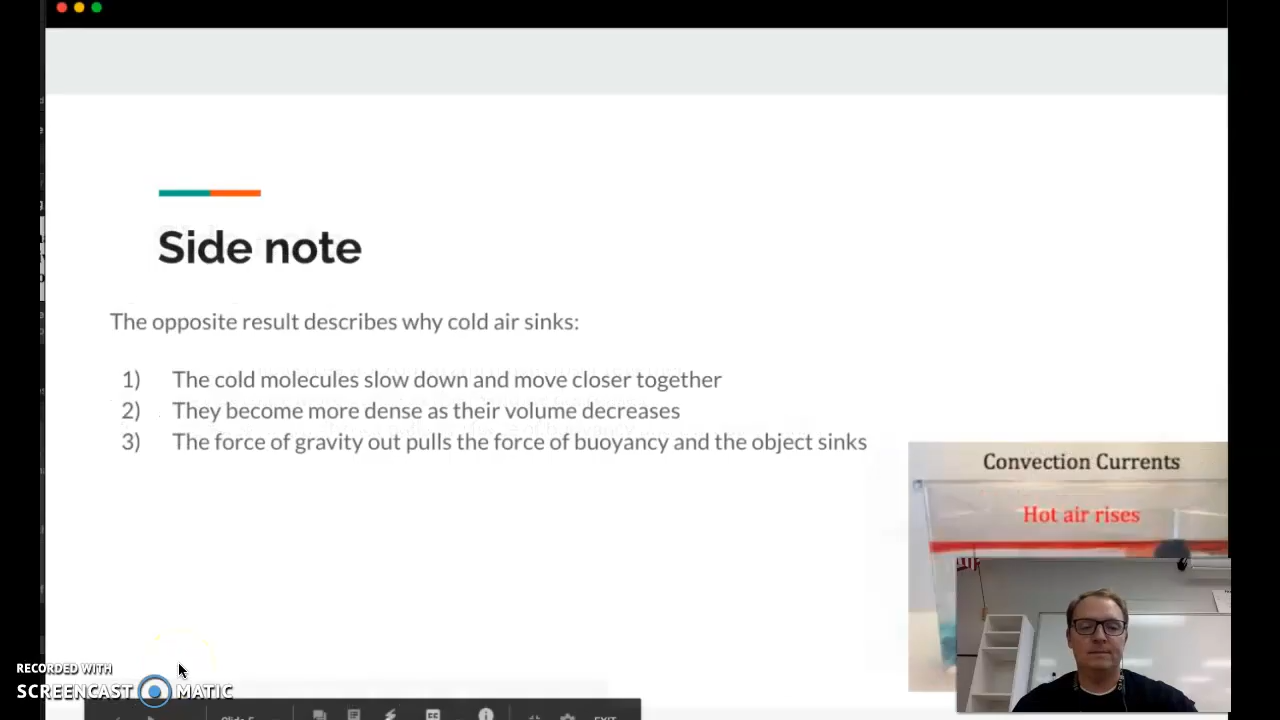 Side note
The opposite result describes why cold air sinks:
1) The cold molecules slow down and move closer together
2) They become more dense as their volume decreases
3) The force of gravity out pulls the force of buoyancy and the object sinks
Convection Currents
Hot air rises
RECORDED WITH
SCREENCAST MATIC
EXIT